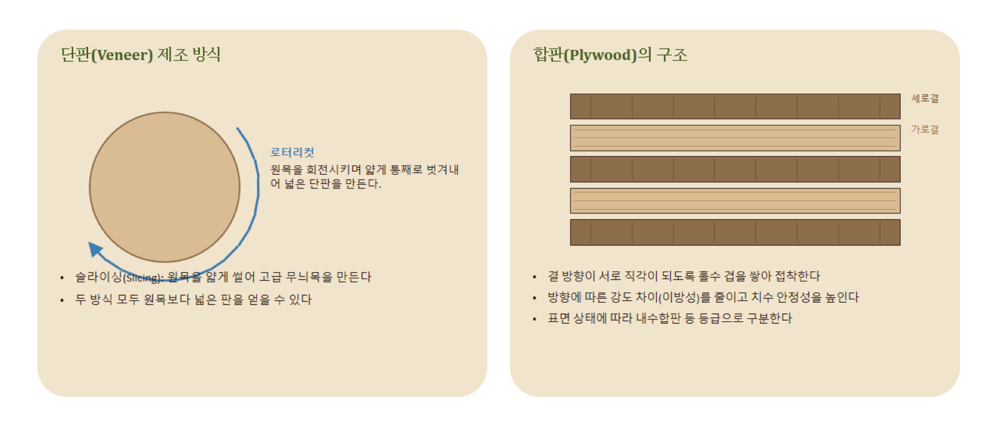 단판(Veneer) 제조 방식
로터리컷
원목을 회전시키며 얇게 통째로 벗겨내
어 넓은 단판을 만든다.
• 슬라이싱(Slicing): 원목을 얇게 썰어 고급 무늬목을 만든다
• 두 방식 모두 원목보다 넓은 판을 얻을 수 있다
합판(Plywood)의 구조
세로결
가로결
• 결 방향이 서로 직각이 되도록 홀수 겹을 쌓아 접착한다
• 방향에 따른 강도 차이(이방성)를 줄이고 치수 안정성을 높인다
• 표면 상태에 따라 내수합판 등 등급으로 구분한다